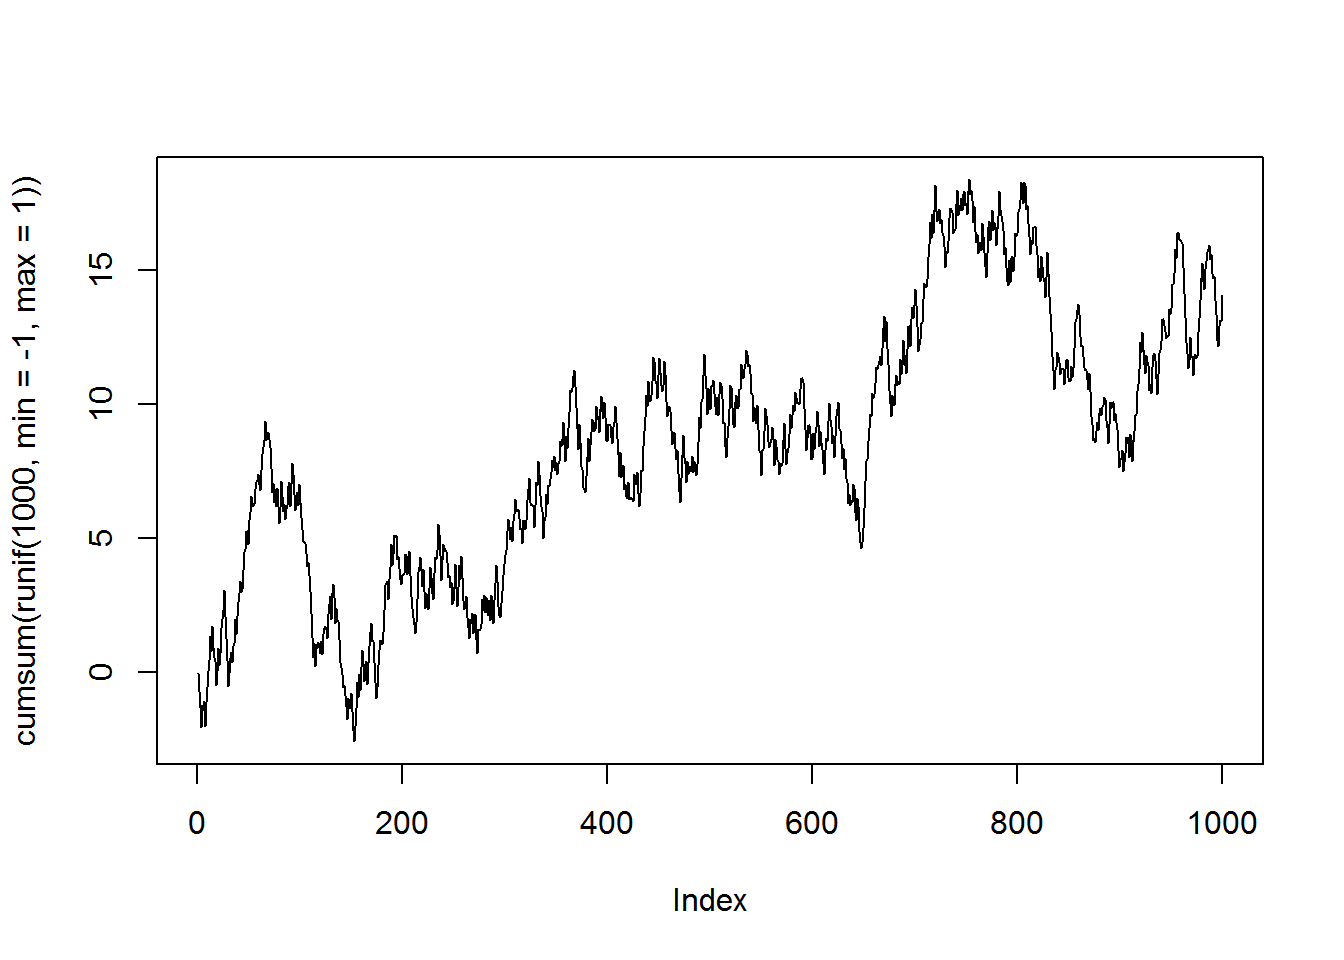 cumsum(runif(1000, min = -1, max = 1))
15
10
5
0
0 200 400 600 800 1000
Index